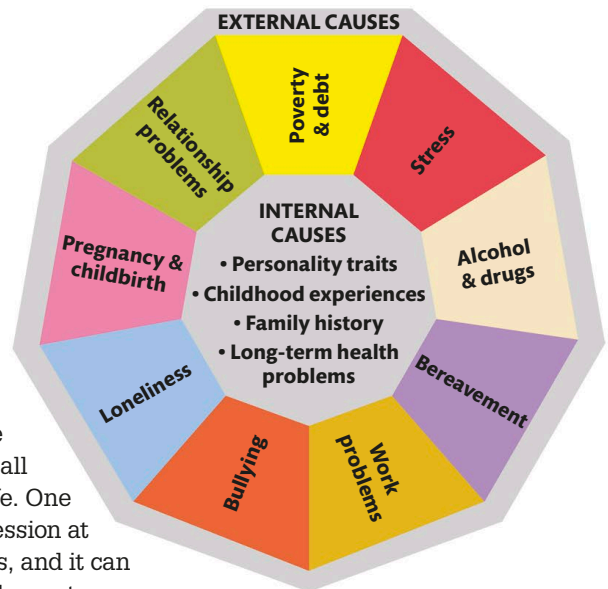 EXTERNAL CAUSES
Poverty
& debt
Stress
Alcohol
& drugs
Bereavement
Work
problems
Bullying
Loneliness
Pregnancy &
childbirth
Relationship
problems
INTERNAL
CAUSES
• Personality traits
• Childhood experiences
• Family history
• Long-term health
problems
all
e. One
ession at
s, and it can